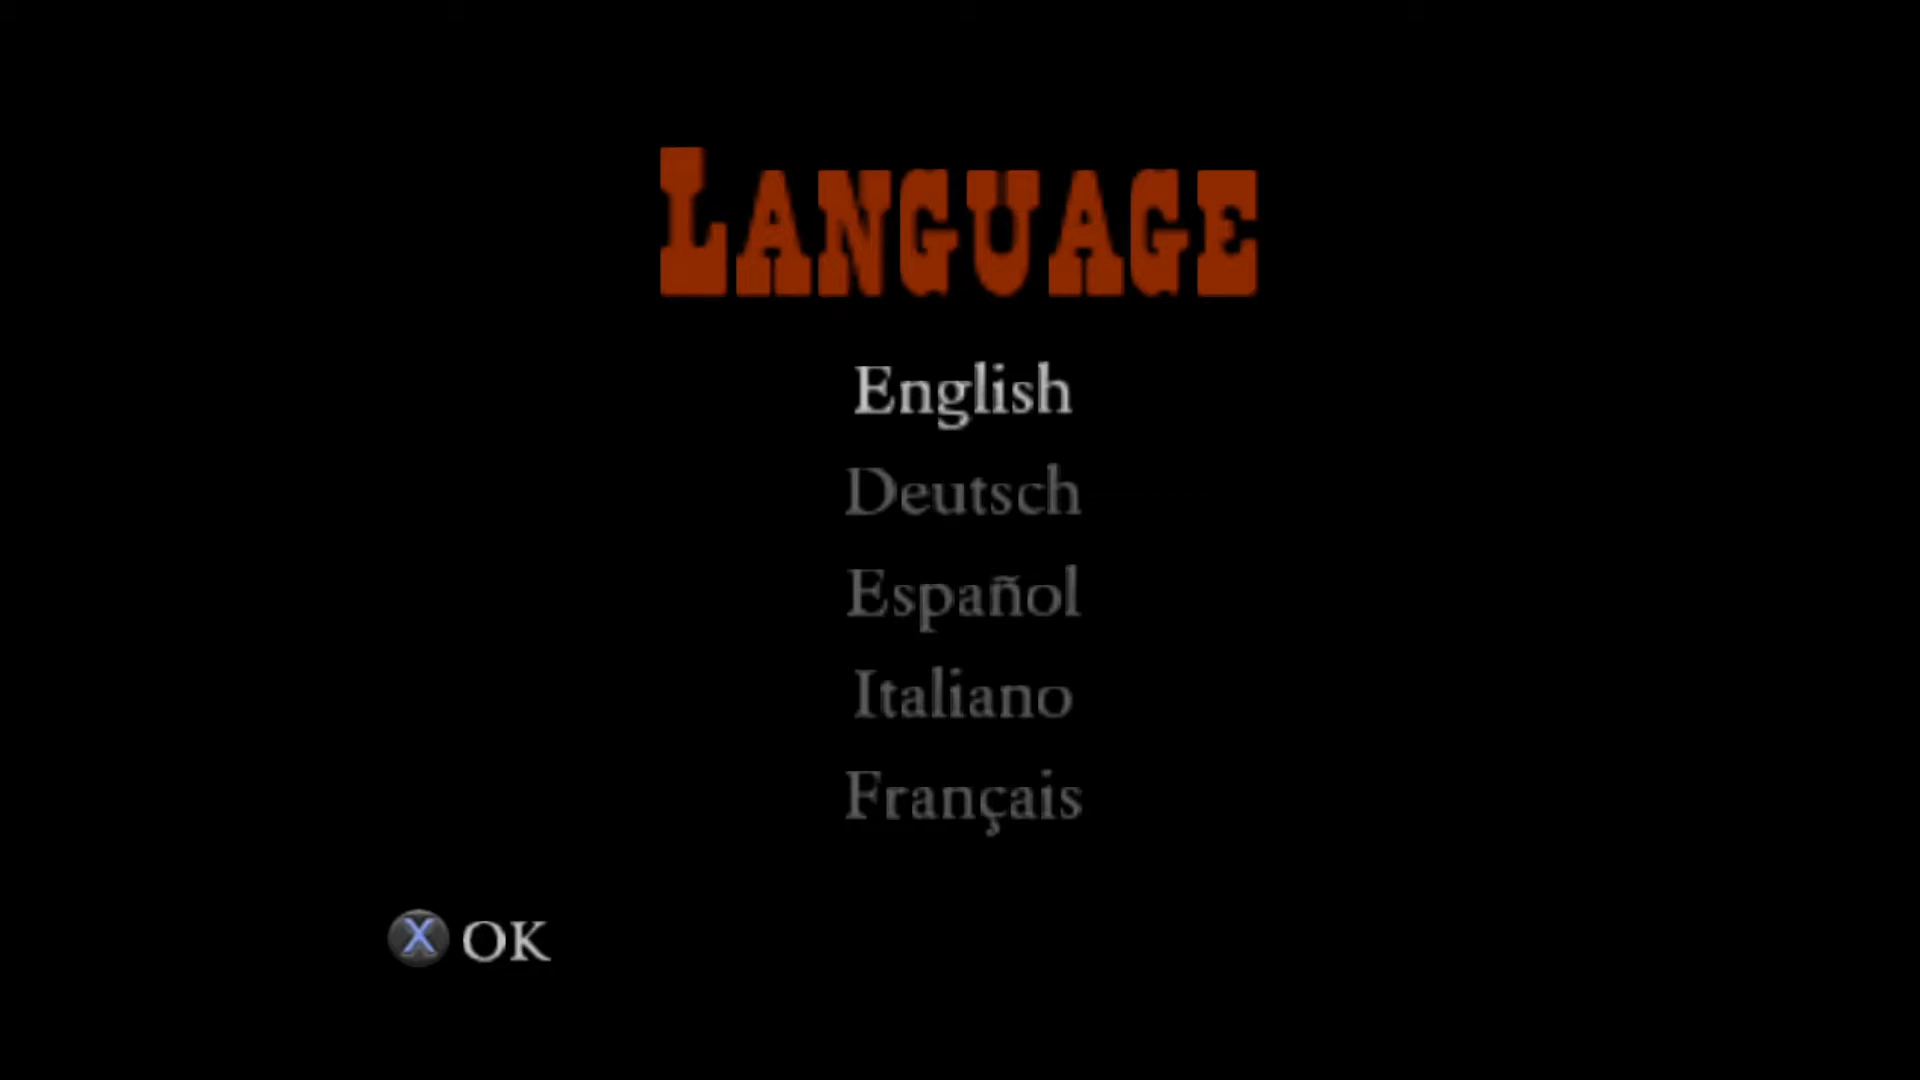 LANGUAGE
English
Deutsch
Español
Italiano
Français
X OK